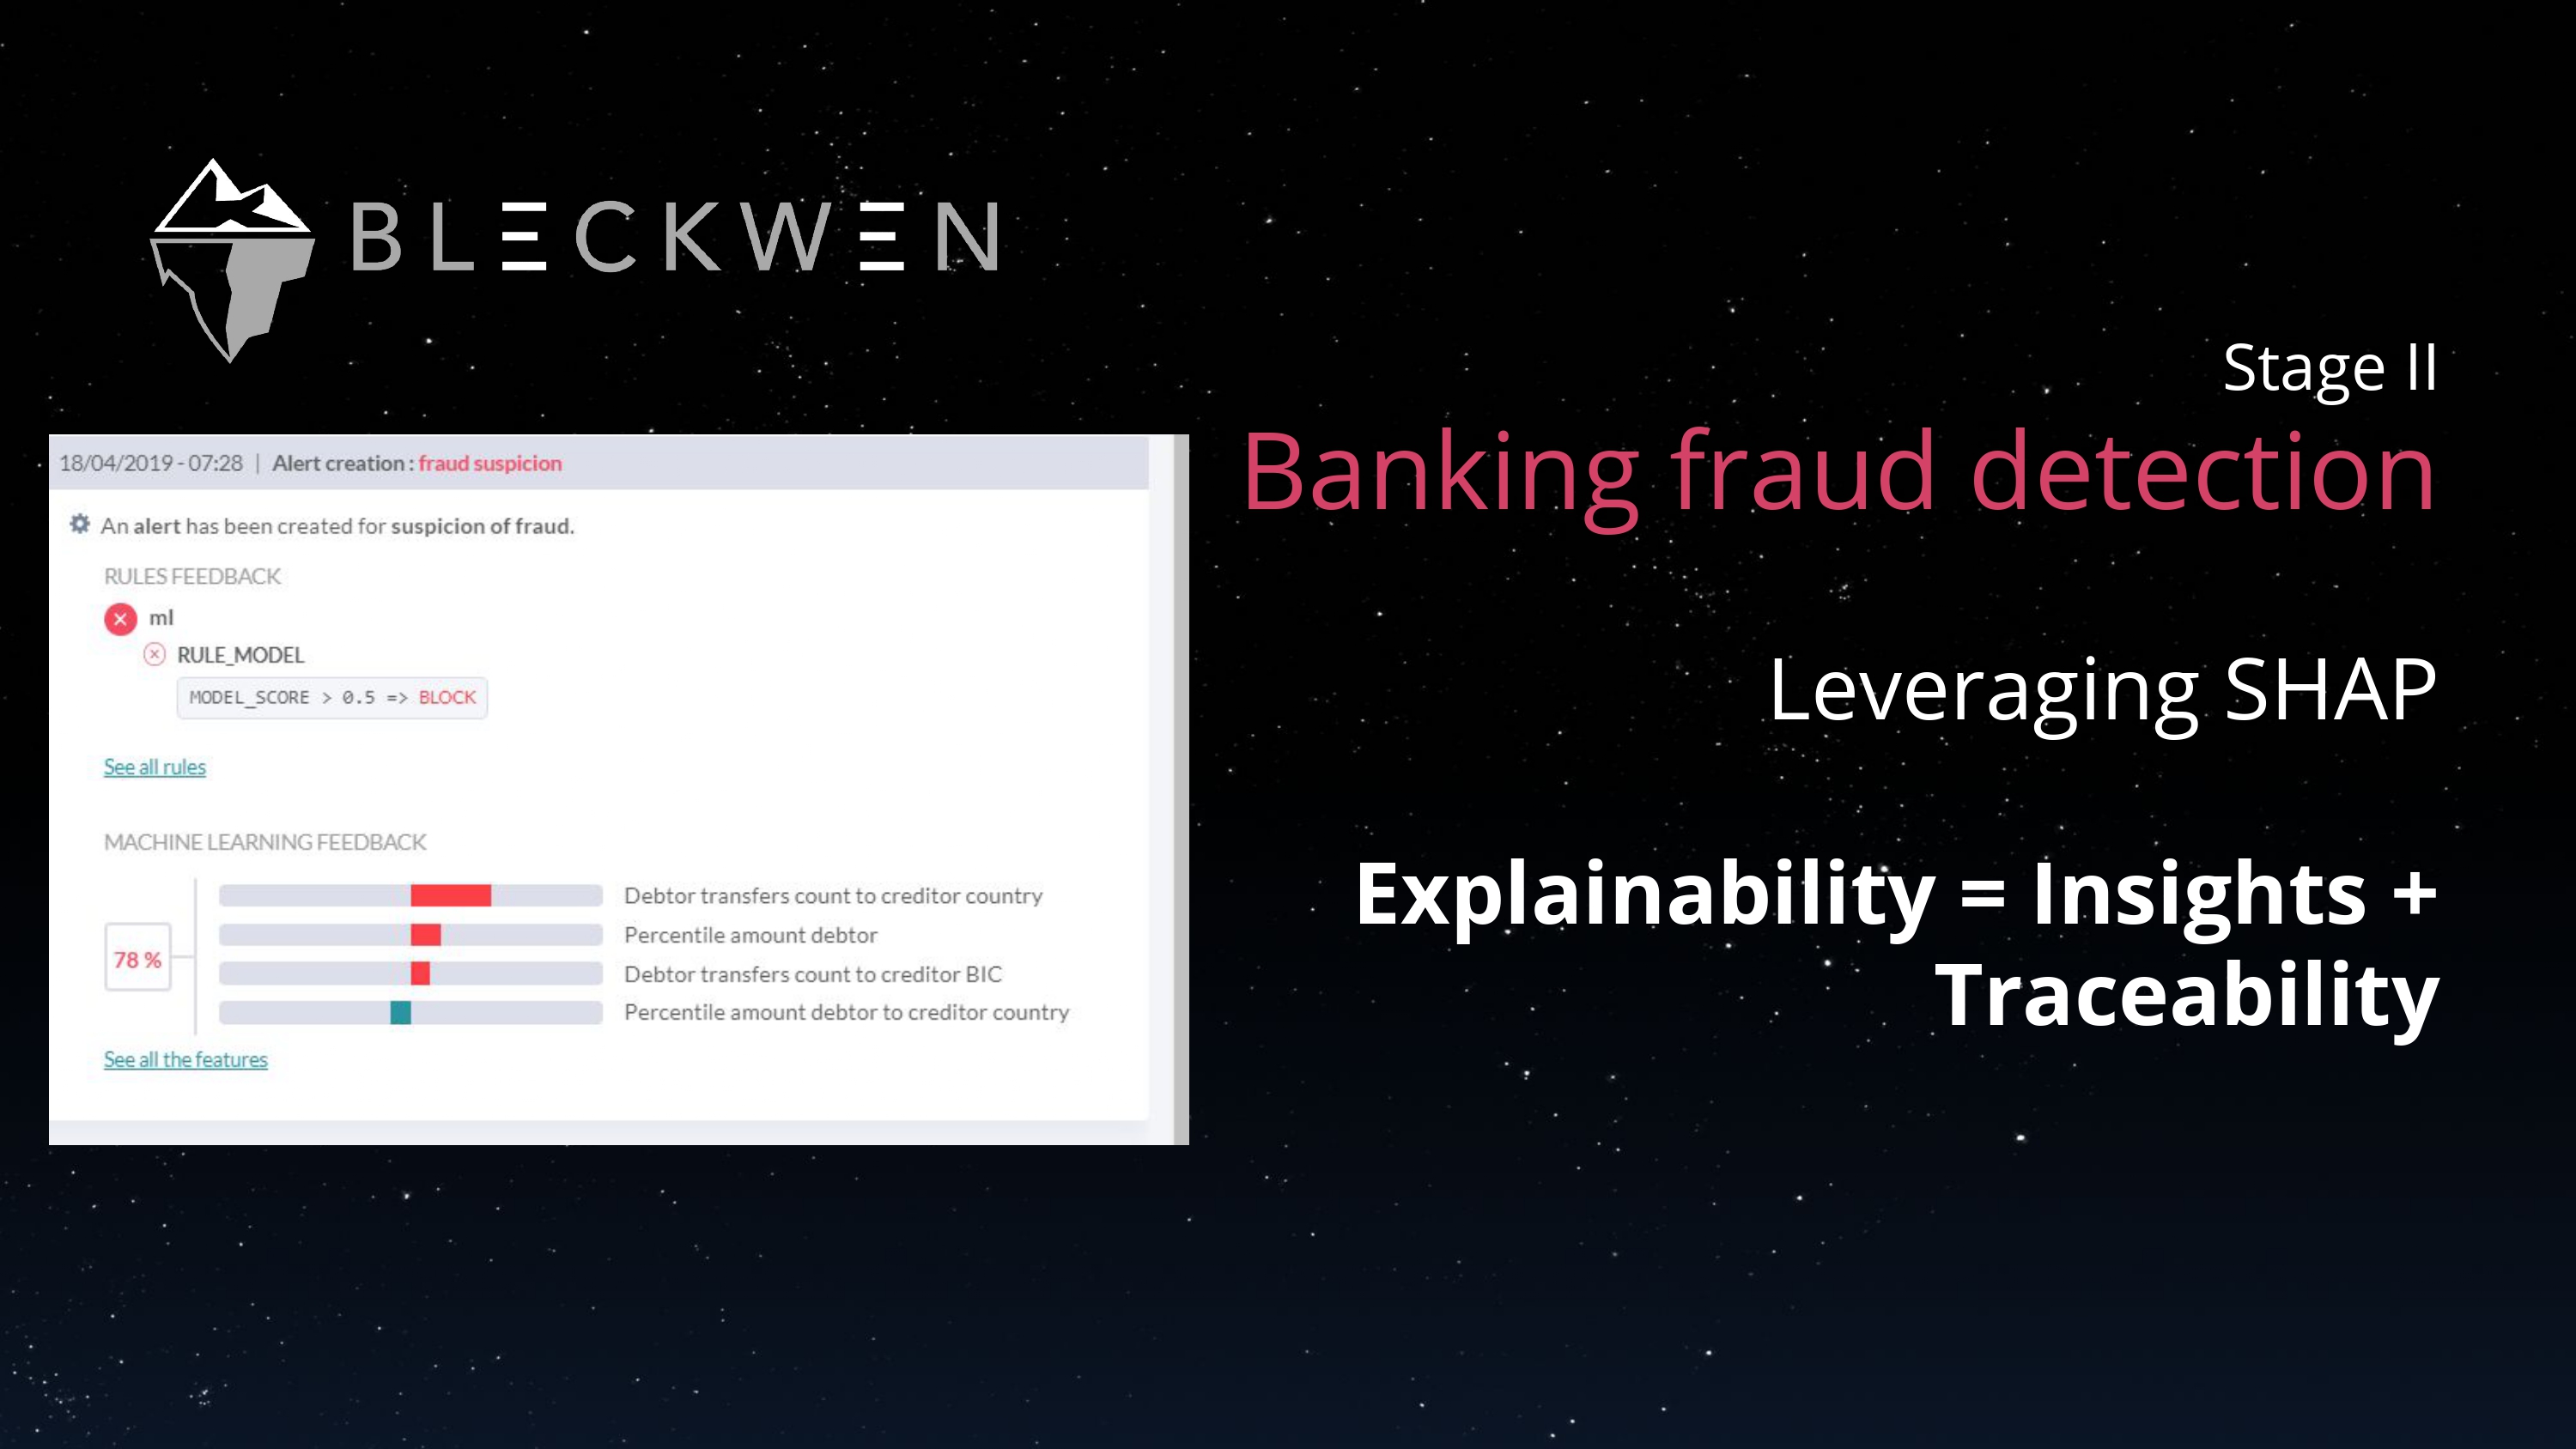 BLECKWEN
Stage II
Banking fraud detection
Leveraging SHAP
Explainability = Insights +
Traceability
18/04/2019 - 07:28 | Alert creation : fraud suspicion
An alert has been created for suspicion of fraud.
RULES FEEDBACK
ml
RULE_MODEL
MODEL_SCORE > 0.5 => BLOCK
See all rules
MACHINE LEARNING FEEDBACK
78 %
Debtor transfers count to creditor country
Percentile amount debtor
Debtor transfers count to creditor BIC
Percentile amount debtor to creditor country
See all the features